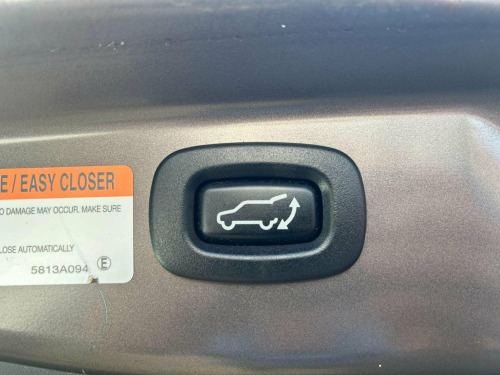 E / EASY CLOSER
O DAMAGE MAY OCCUR. MAKE SURE
LOSE AUTOMATICALLY
5813A094 E